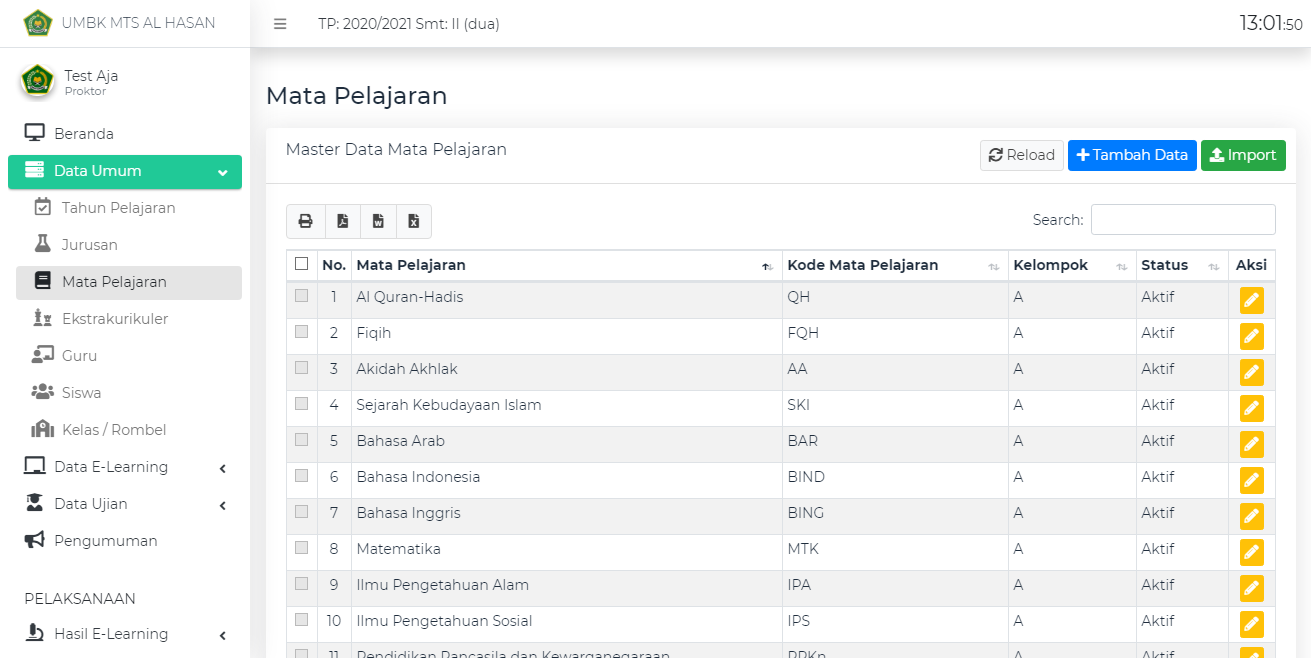 UMBK MTS AL HASAN
TP: 2020/2021 Smt: II (dua)
13:01:50
Test Aja
Proktor
Beranda
Data Umum
Tahun Pelajaran
Jurusan
Mata Pelajaran
Ekstrakurikuler
Guru
Siswa
Kelas / Rombel
Data E-Learning
Data Ujian
Pengumuman
PELAKSANAAN
Hasil E-Learning
Mata Pelajaran
Master Data Mata Pelajaran
Reload Tambah Data Import
Search:
No. Mata Pelajaran Kode Mata Pelajaran Kelompok Status Aksi
1 Al Quran-Hadis QH A Aktif
2 Fiqih FQH A Aktif
3 Akidah Akhlak AA A Aktif
4 Sejarah Kebudayaan Islam SKI A Aktif
5 Bahasa Arab BAR A Aktif
6 Bahasa Indonesia BIND A Aktif
7 Bahasa Inggris BING A Aktif
8 Matematika MTK A Aktif
9 Ilmu Pengetahuan Alam IPA A Aktif
10 Ilmu Pengetahuan Sosial IPS A Aktif
11 Pendidikan Pancasila dan Kewarganegaraan PPKn A Aktif